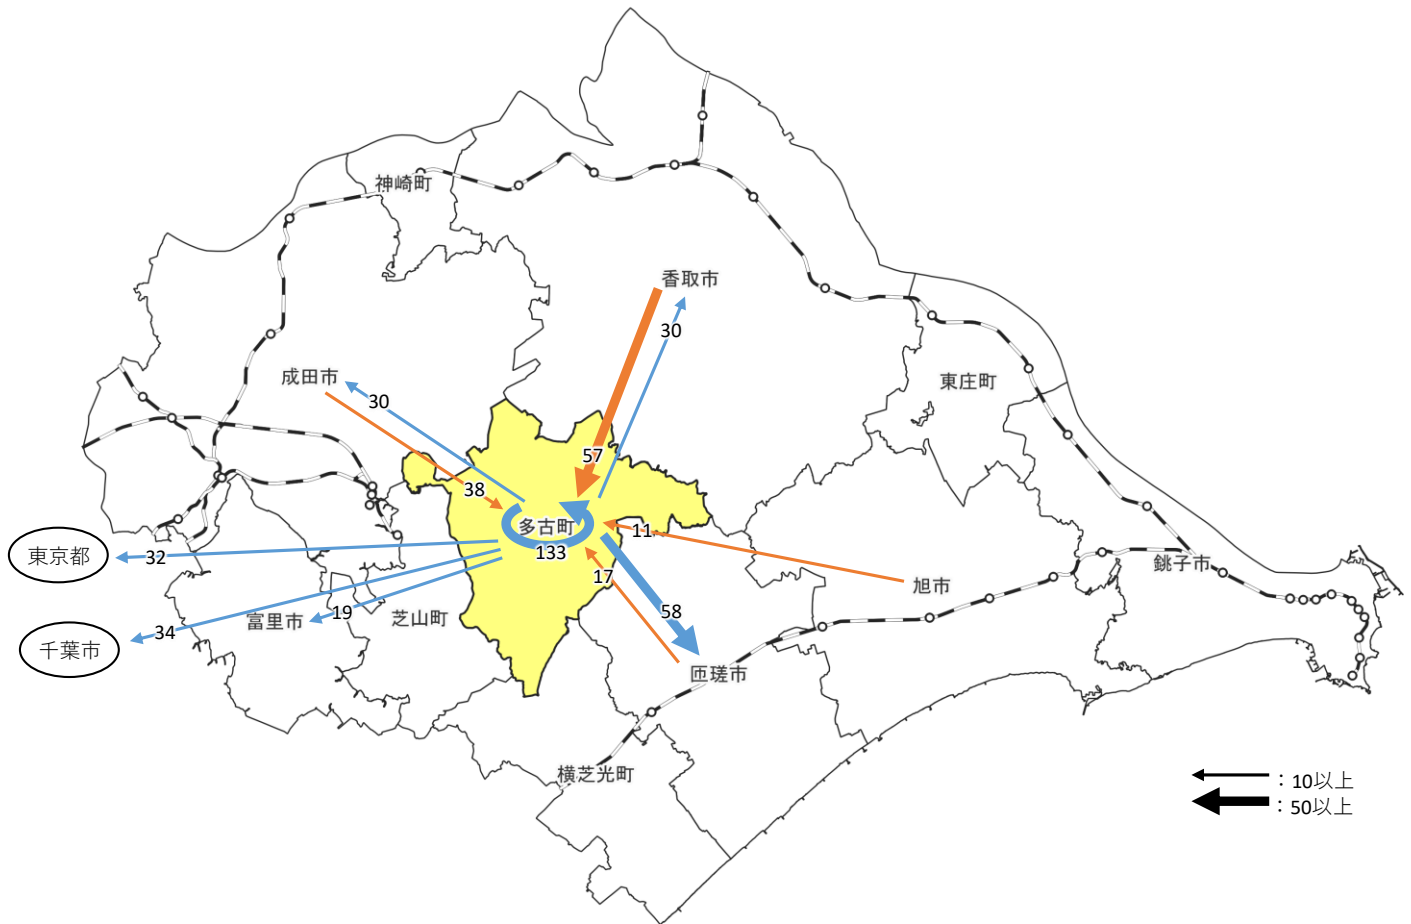 神崎町
香取市
30
成田市
30
東庄町
57
38
多古町
133
11
東京都
32
銚子市
17
旭市
58
19
富里市
芝山町
34
千葉市
匝瑳市
横芝光町
：10以上
：50以上